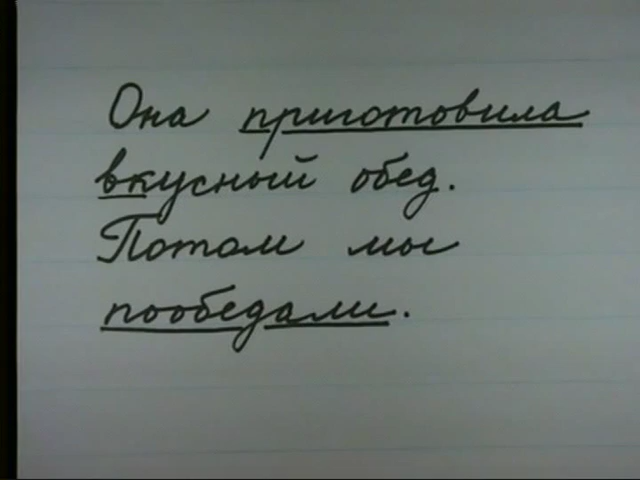 Она приготовила
вкусный обед.
Потом мы
пообедали.